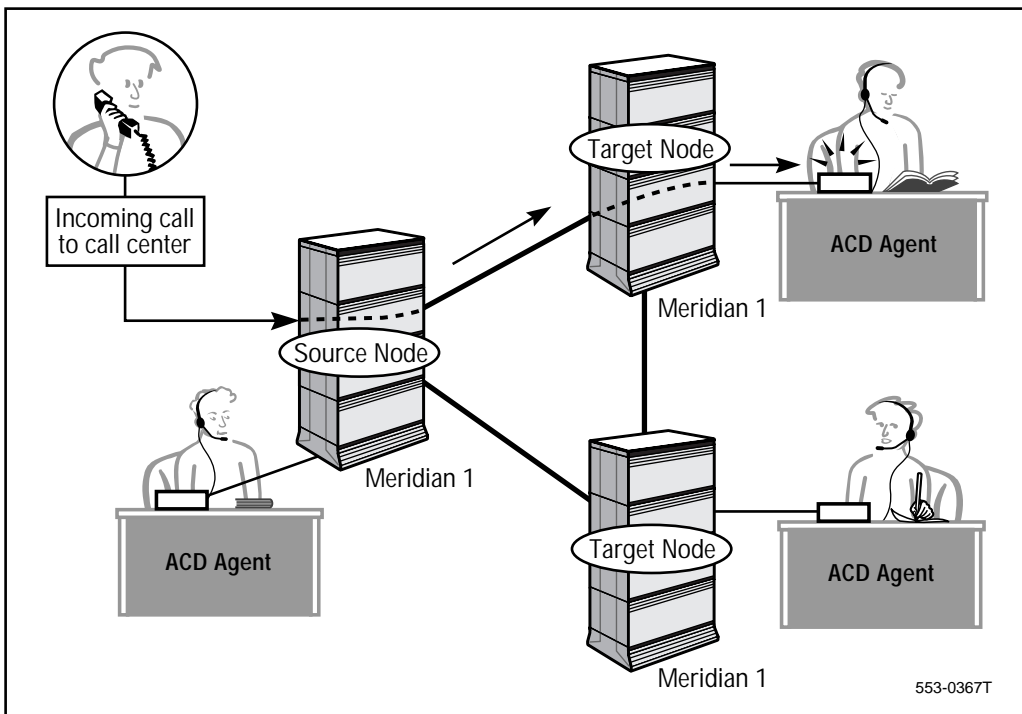 Incoming call
to call center
Source Node
Meridian 1
ACD Agent
Target Node
Meridian 1
ACD Agent
Target Node
Meridian 1
ACD Agent
553-0367T